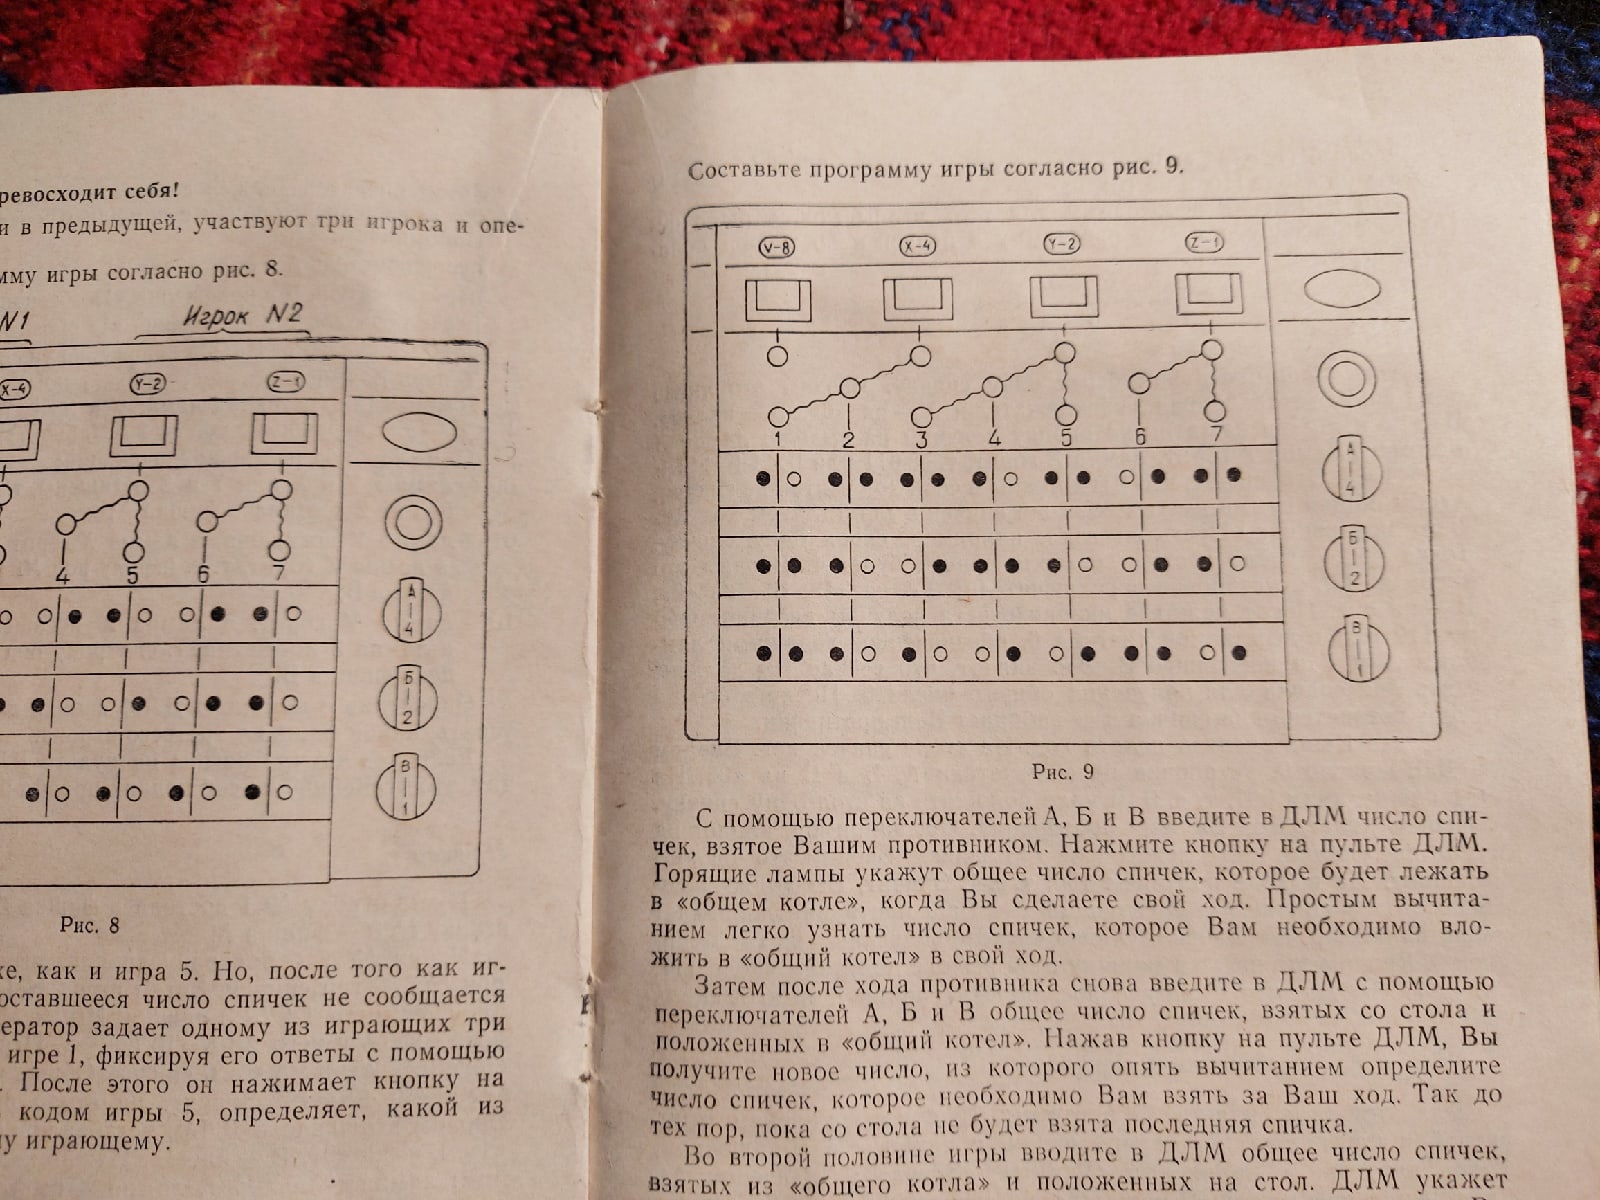 ревосходит себя!
и в предыдущей, участвуют три игрока и опе-
мму игры согласно рис. 8.
N1 Игрок N2
X-4 Y-2 Z-1
4 5 6 7
А 4
Б 2
В 1
Рис. 8
же, как и игра 5. Но, после того как иг-
оставшееся число спичек не сообщается
ператор задает одному из играющих три
игре 1, фиксируя его ответы с помощью
. После этого он нажимает кнопку на
кодом игры 5, определяет, какой из
му играющему.
Составьте программу игры согласно рис. 9.
V-8 X-4 Y-2 Z-1
1 2 3 4 5 6 7
А 4
Б 2
В 1
Рис. 9
С помощью переключателей А, Б и В введите в ДЛМ число спи-
чек, взятое Вашим противником. Нажмите кнопку на пульте ДЛМ.
Горящие лампы укажут общее число спичек, которое будет лежать
в «общем котле», когда Вы сделаете свой ход. Простым вычита-
нием легко узнать число спичек, которое Вам необходимо вло-
жить в «общий котел» в свой ход.
Затем после хода противника снова введите в ДЛМ с помощью
переключателей А, Б и В общее число спичек, взятых со стола и
положенных в «общий котел». Нажав кнопку на пульте ДЛМ, Вы
получите новое число, из которого опять вычитанием определите
число спичек, которое необходимо Вам взять за Ваш ход. Так до
тех пор, пока со стола не будет взята последняя спичка.
Во второй половине игры вводите в ДЛМ общее число спичек,
взятых из «общего котла» и положенных на стол. ДЛМ укажет